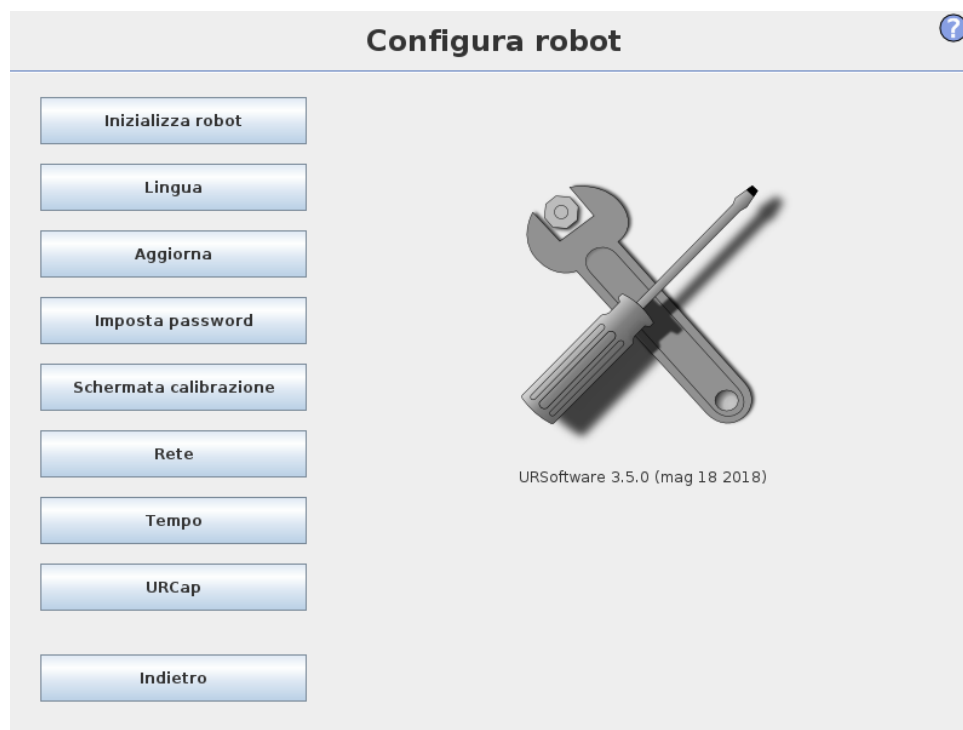 Configura robot
?
Inizializza robot
Lingua
Aggiorna
Imposta password
Schermata calibrazione
Rete
Tempo
URCap
Indietro
URSoftware 3.5.0 (mag 18 2018)